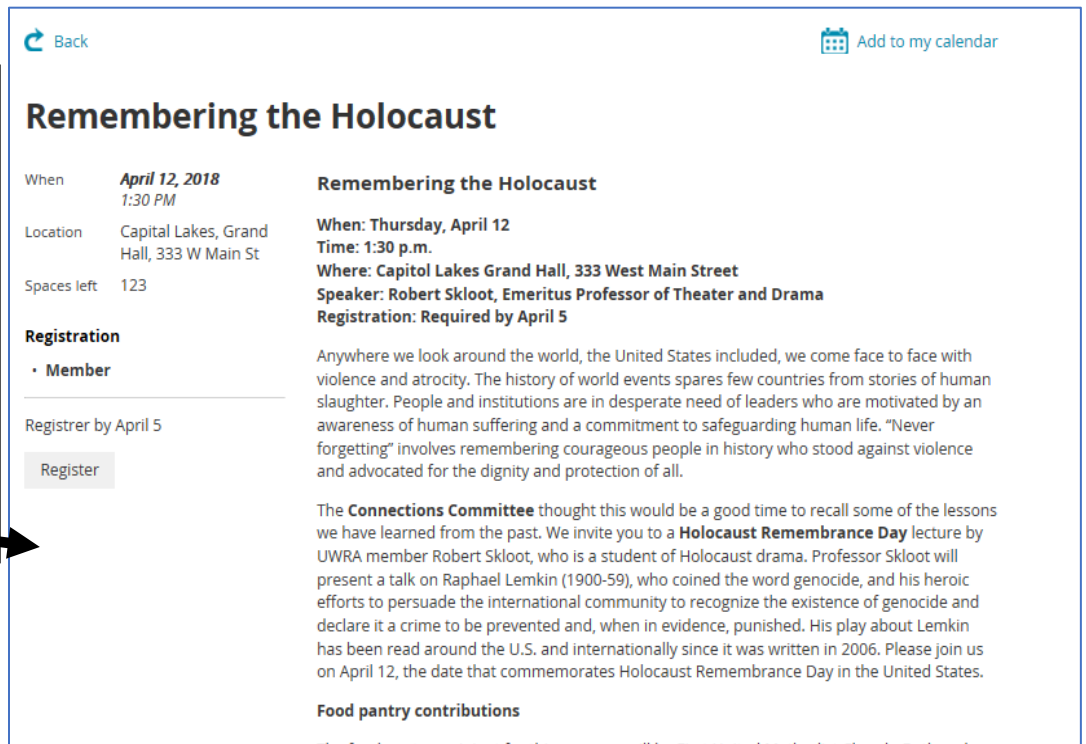 Back
Add to my calendar
Remembering the Holocaust
When April 12, 2018
1:30 PM
Location Capital Lakes, Grand
Hall, 333 W Main St
Spaces left 123
Registration
• Member
Registrer by April 5
Register
Remembering the Holocaust
When: Thursday, April 12
Time: 1:30 p.m.
Where: Capitol Lakes Grand Hall, 333 West Main Street
Speaker: Robert Skloot, Emeritus Professor of Theater and Drama
Registration: Required by April 5
Anywhere we look around the world, the United States included, we come face to face with
violence and atrocity. The history of world events spares few countries from stories of human
slaughter. People and institutions are in desperate need of leaders who are motivated by an
awareness of human suffering and a commitment to safeguarding human life. “Never
forgetting” involves remembering courageous people in history who stood against violence
and advocated for the dignity and protection of all.
The Connections Committee thought this would be a good time to recall some of the lessons
we have learned from the past. We invite you to a Holocaust Remembrance Day lecture by
UWRA member Robert Skloot, who is a student of Holocaust drama. Professor Skloot will
present a talk on Raphael Lemkin (1900-59), who coined the word genocide, and his heroic
efforts to persuade the international community to recognize the existence of genocide and
declare it a crime to be prevented and, when in evidence, punished. His play about Lemkin
has been read around the U.S. and internationally since it was written in 2006. Please join us
on April 12, the date that commemorates Holocaust Remembrance Day in the United States.
Food pantry contributions